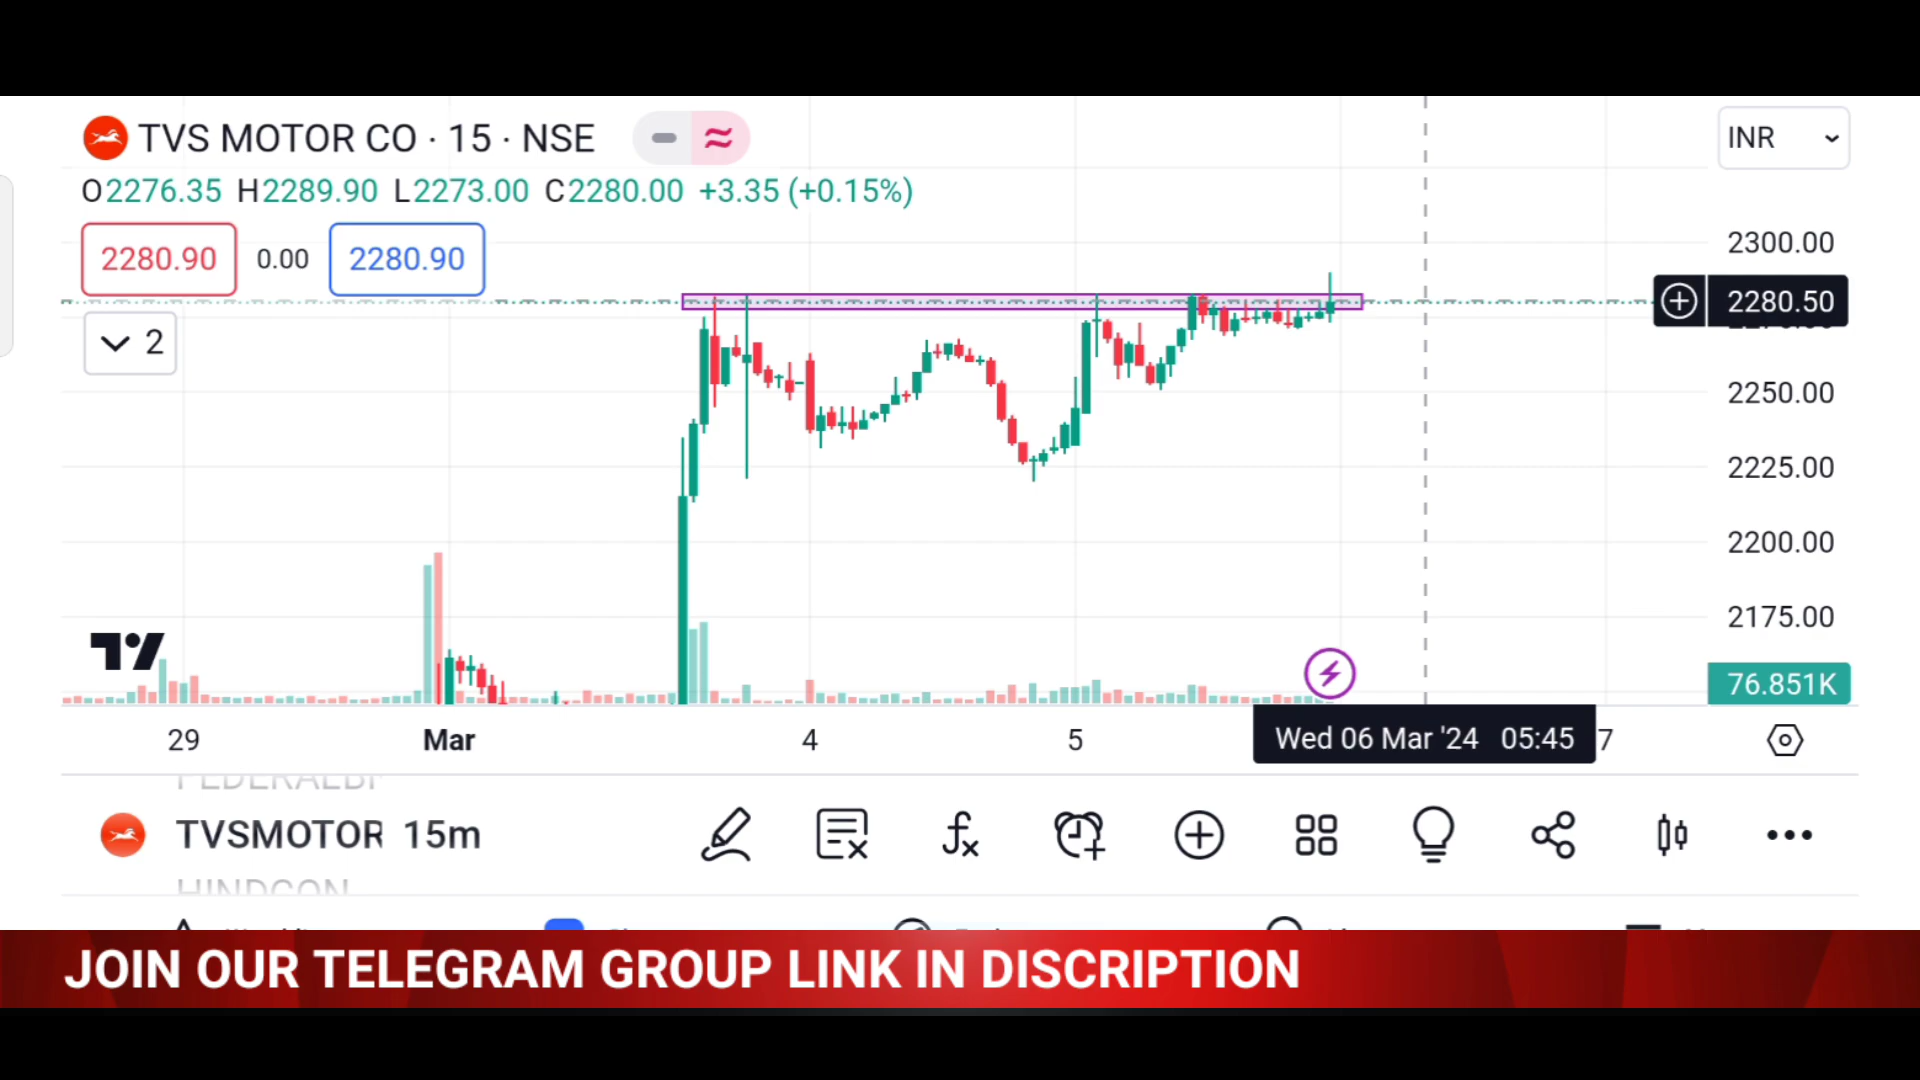 TVS MOTOR CO · 15 · NSE
INR
O2276.35 H2289.90 L2273.00 C2280.00 +3.35 (+0.15%)
2280.90 0.00 2280.90
2
2300.00
2280.50
2250.00
2225.00
2200.00
2175.00
76.851K
29 Mar 4 5 Wed 06 Mar '24 05:45 7
TVSMOTOR 15m
JOIN OUR TELEGRAM GROUP LINK IN DISCRIPTION